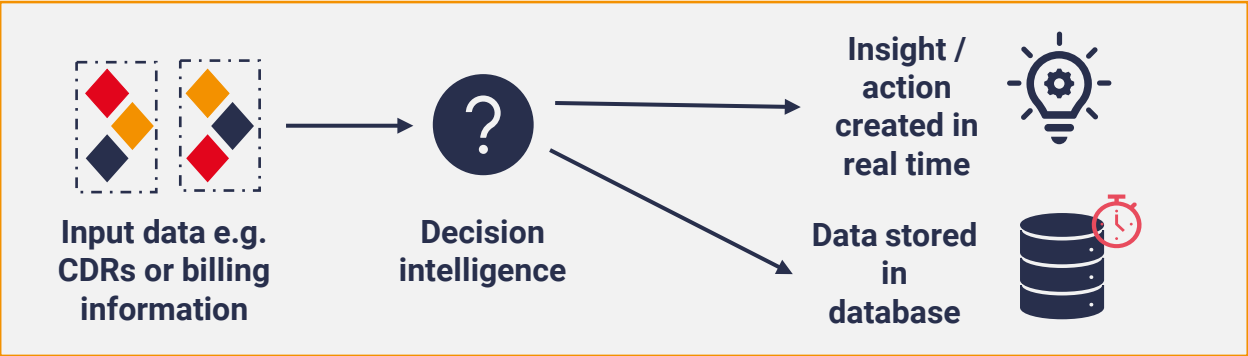 Input data e.g.
CDRs or billing
information
?
Decision
intelligence
Insight /
action
created in
real time
Data stored
in
database